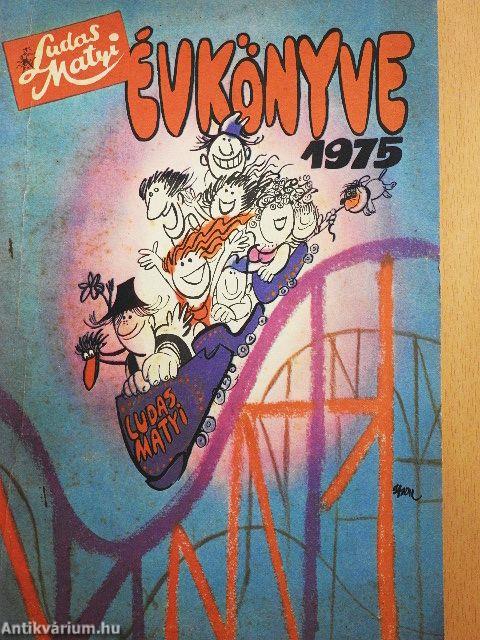 Ludas
Matyi
ÉVKÖNYVE
1975
LUDAS
MATYI
Antikvárium.hu